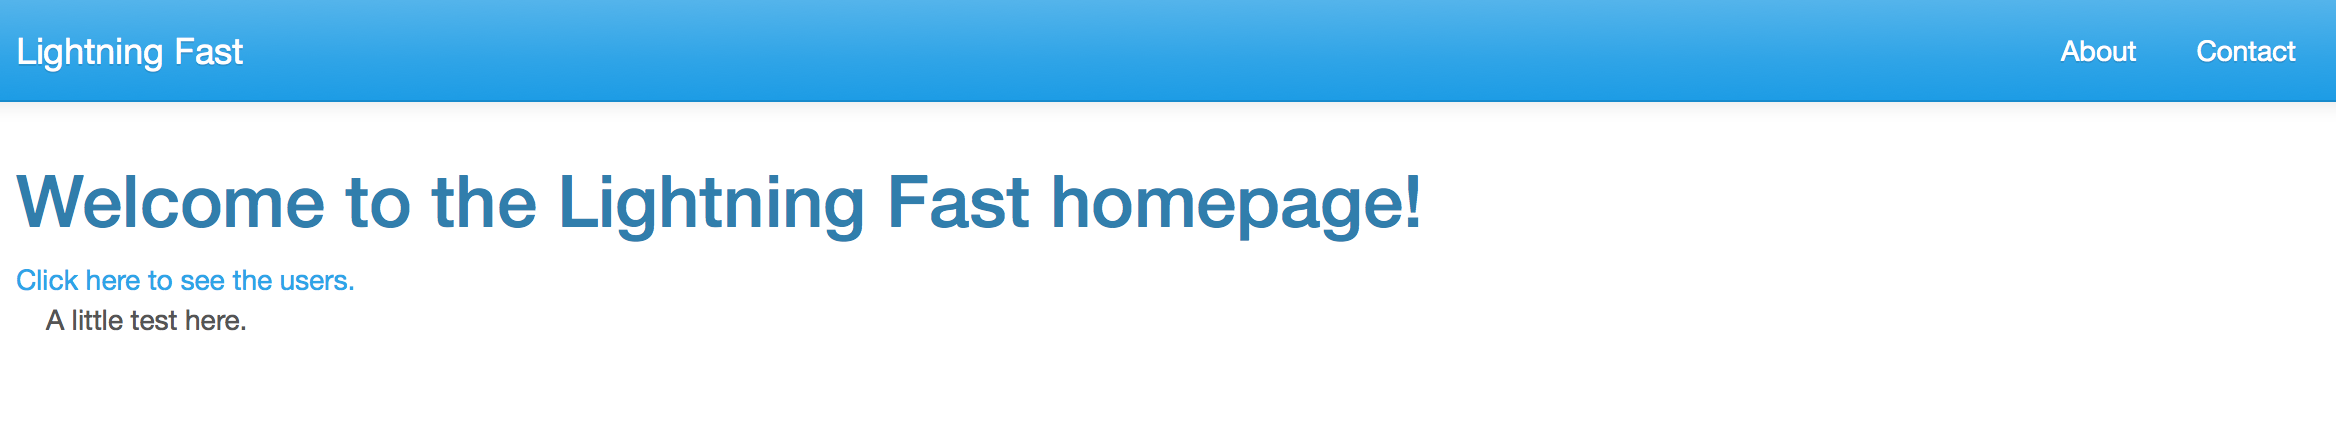 Lightning Fast About Contact
Welcome to the Lightning Fast homepage!
Click here to see the users.
A little test here.